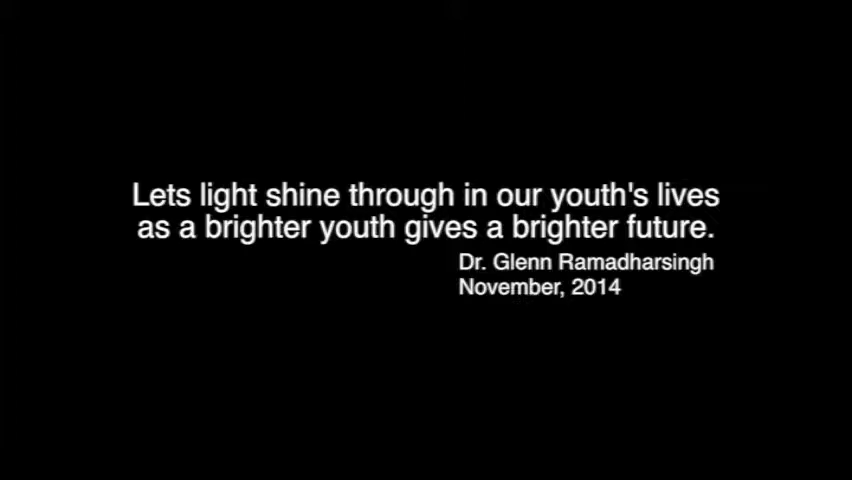 Lets light shine through in our youth's lives
as a brighter youth gives a brighter future.
Dr. Glenn Ramadharsingh
November, 2014